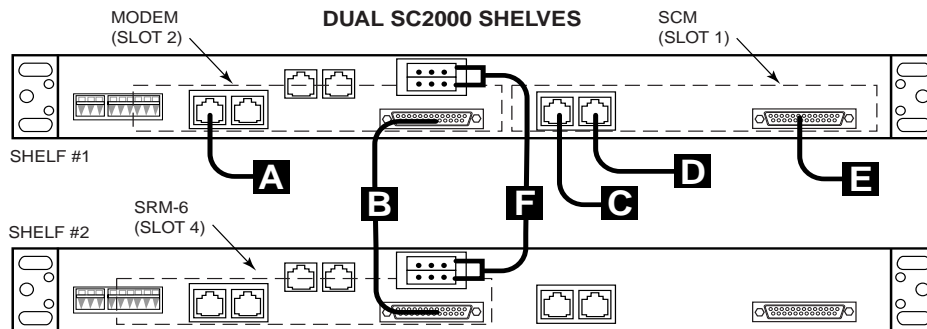 DUAL SC2000 SHELVES
MODEM
(SLOT 2)
SCM
(SLOT 1)
SHELF #1
A
B
F
C
D
E
SRM-6
(SLOT 4)
SHELF #2